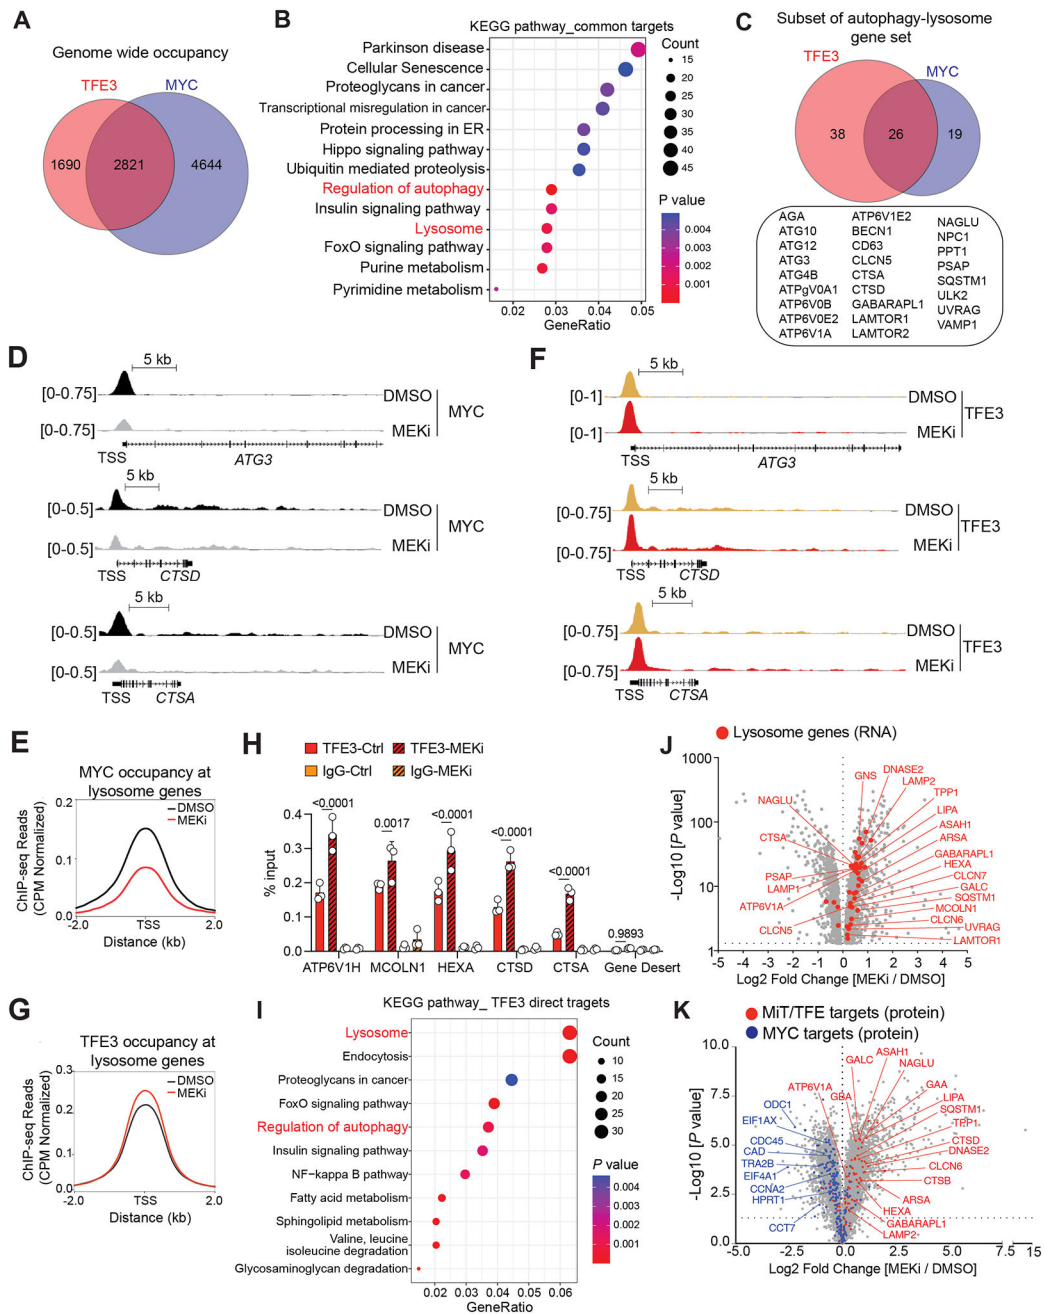 A
Genome wide occupancy
TFE3
MYC
1690
2821
4644
B
KEGG pathway_common targets
Parkinson disease
Cellular Senescence
Proteoglycans in cancer
Transcriptional misregulation in cancer
Protein processing in ER
Hippo signaling pathway
Ubiquitin mediated proteolysis
Regulation of autophagy
Insulin signaling pathway
Lysosome
FoxO signaling pathway
Purine metabolism
Pyrimidine metabolism
0.02 0.03 0.04 0.05
GeneRatio
Count
15
20
25
30
35
40
45
P value
0.004
0.003
0.002
0.001
C
Subset of autophagy-lysosome
gene set
TFE3
MYC
38
26
19
AGA
ATG10
ATG12
ATG3
ATG4B
ATPgV0A1
ATP6V0B
ATP6V0E2
ATP6V1A
ATP6V1E2
BECN1
CD63
CLCN5
CTSA
CTSD
GABARAPL1
LAMTOR1
LAMTOR2
NAGLU
NPC1
PPT1
PSAP
SQSTM1
ULK2
UVRAG
VAMP1
D
5 kb
[0-0.75]
DMSO
MYC
[0-0.75]
MEKi
TSS
ATG3
5 kb
[0-0.5]
DMSO
MYC
[0-0.5]
MEKi
TSS
CTSD
5 kb
[0-0.5]
DMSO
MYC
[0-0.5]
MEKi
TSS
CTSA
F
5 kb
[0-1]
DMSO
TFE3
[0-1]
MEKi
TSS
ATG3
5 kb
[0-0.75]
DMSO
TFE3
[0-0.75]
MEKi
TSS
CTSD
5 kb
[0-0.75]
DMSO
TFE3
[0-0.75]
MEKi
TSS
CTSA
E
MYC occupancy at
lysosome genes
DMSO
MEKi
ChIP-seq Reads
(CPM Normalized)
0.2
0.1
0.0
-2.0 TSS 2.0
Distance (kb)
G
TFE3 occupancy at
lysosome genes
DMSO
MEKi
ChIP-seq Reads
(CPM Normalized)
0.3
0.2
0.1
0.0
-2.0 TSS 2.0
Distance (kb)
H
TFE3-Ctrl
TFE3-MEKi
IgG-Ctrl
IgG-MEKi
% input
0.4
0.3
0.2
0.1
0.0
<0.0001
0.0017
<0.0001
<0.0001
<0.0001
0.9893
ATP6V1H MCOLN1 HEXA CTSD CTSA Gene Desert
I
KEGG pathway_ TFE3 direct tragets
Lysosome
Endocytosis
Proteoglycans in cancer
FoxO signaling pathway
Regulation of autophagy
Insulin signaling pathway
NF-kappa B pathway
Fatty acid metabolism
Sphingolipid metabolism
Valine, leucine
isoleucine degradation
Glycosaminoglycan degradation
0.02 0.03 0.04 0.05 0.06
GeneRatio
Count
10
15
20
25
30
P value
0.004
0.003
0.002
0.001
J
Lysosome genes (RNA)
-Log10 [P value]
1000
100
10
1
NAGLU
CTSA
PSAP
LAMP1
ATP6V1A
CLCN5
GNS
DNASE2
LAMP2
TPP1
LIPA
ASAH1
ARSA
GABARAPL1
HEXA
CLCN7
GALC
SQSTM1
MCOLN1
CLCN6
UVRAG
LAMTOR1
-5 -4 -3 -2 -1 0 1 2 3 4 5
Log2 Fold Change [MEKi / DMSO]
K
MiT/TFE targets (protein)
MYC targets (protein)
-Log10 [P value]
10.0
7.5
5.0
2.5
0.0
ATP6V1A
GBA
GALC
ASAH1
NAGLU
GAA
LIPA
SQSTM1
TPP1
CTSD
DNASE2
CLCN6
CTSB
ARSA
HEXA
GABARAPL1
LAMP2
ODC1
EIF1AX
CDC45
CAD
TRA2B
EIF4A1
CCNA2
HPRT1
CCT7
-5.0 -2.5 0.0 2.5 5.0 7.5 15
Log2 Fold Change [MEKi / DMSO]